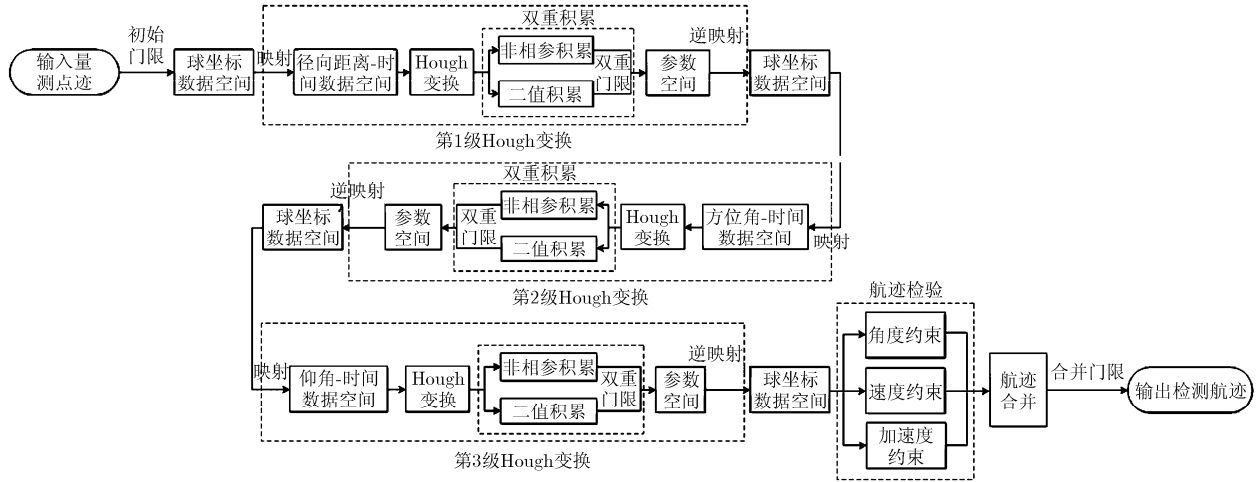 双重积累
输入量
测点迹
初始
门限
球坐标
数据空间
映射
径向距离-时
间数据空间
Hough
变换
非相参积累
二值积累
双重
门限
参数
空间
逆映射
球坐标
数据空间
第1级Hough变换
双重积累
映射
方位角-时间
数据空间
Hough
变换
非相参积累
二值积累
双重
门限
参数
空间
逆映射
球坐标
数据空间
第2级Hough变换
映射
仰角-时间
数据空间
Hough
变换
非相参积累
二值积累
双重
门限
参数
空间
逆映射
球坐标
数据空间
第3级Hough变换
航迹检验
角度约束
速度约束
加速度
约束
航迹
合并
合并门限
输出检测航迹